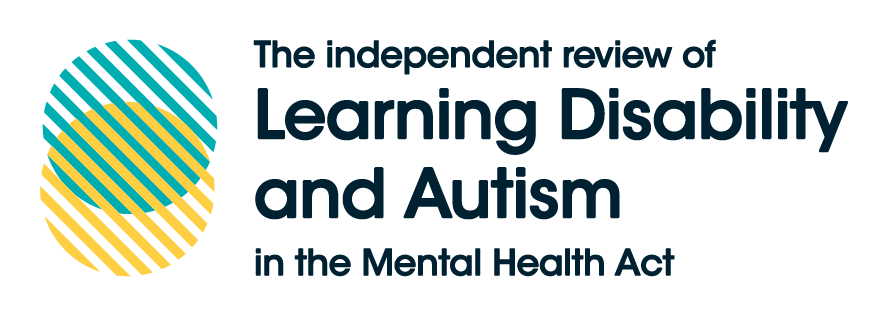 The independent review of
Learning Disability
and Autism
in the Mental Health Act